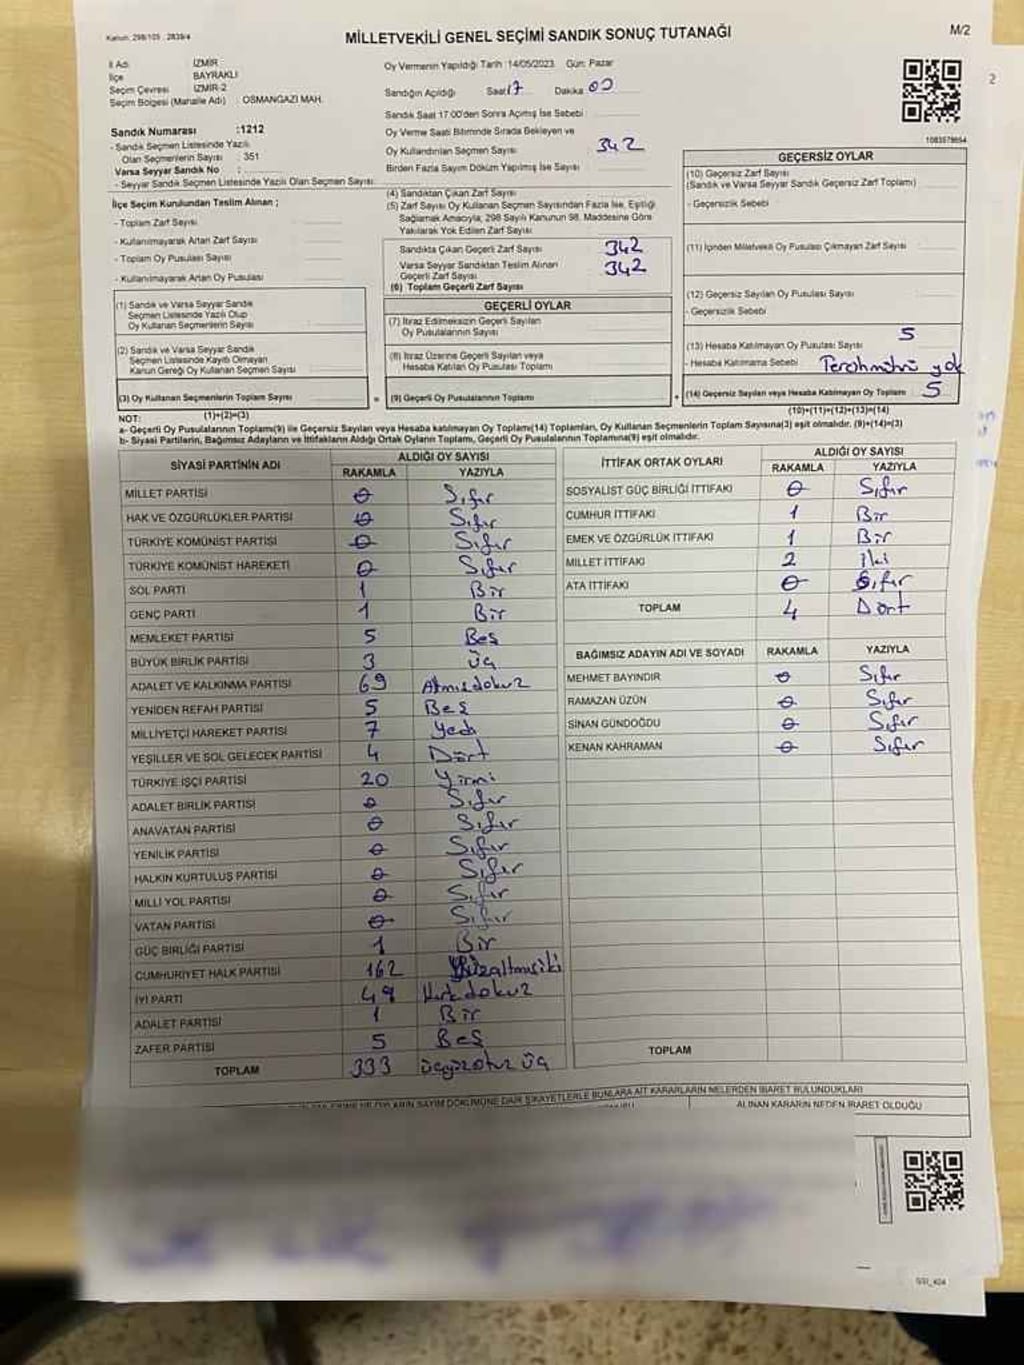 Kanun: 298/105 - 2839/4
MİLLETVEKİLİ GENEL SEÇİMİ SANDIK SONUÇ TUTANAĞI
M/2
İl Adı : İZMİR
İlçe : BAYRAKLI
Seçim Çevresi : İZMİR-2
Seçim Bölgesi (Mahalle Adı) : OSMANGAZİ MAH.
Sandık Numarası :1212
- Sandık Seçmen Listesinde Yazılı
Olan Seçmenlerin Sayısı : 351
Varsa Seyyar Sandık No :
- Seyyar Sandık Seçmen Listesinde Yazılı Olan Seçmen Sayısı:
İlçe Seçim Kurulundan Teslim Alınan ;
- Toplam Zarf Sayısı
- Kullanılmayarak Artan Zarf Sayısı
- Toplam Oy Pusulası Sayısı
- Kullanılmayarak Artan Oy Pusulası
(1) Sandık ve Varsa Seyyar Sandık
Seçmen Listesinde Yazılı Olup
Oy Kullanan Seçmenlerin Sayısı
(2) Sandık ve Varsa Seyyar Sandık
Seçmen Listesinde Kayıtlı Olmayan
Kanun Gereği Oy Kullanan Seçmen Sayısı
(3) Oy Kullanan Seçmenlerin Toplam Sayısı
Oy Vermenin Yapıldığı Tarih :14/05/2023 Gün: Pazar
Sandığın Açıldığı Saat 17 Dakika 00
Sandık Saat 17:00'den Sonra Açılmış İse Sebebi :
Oy Verme Saati Bitiminde Sırada Bekleyen ve
Oy Kullandırılan Seçmen Sayısı 342
Birden Fazla Sayım Döküm Yapılmış İse Sayısı
(4) Sandıktan Çıkan Zarf Sayısı
(5) Zarf Sayısı Oy Kullanan Seçmen Sayısından Fazla İse, Eşitliği
Sağlamak Amacıyla, 298 Sayılı Kanunun 98. Maddesine Göre
Yakılarak Yok Edilen Zarf Sayısı
Sandıkta Çıkan Geçerli Zarf Sayısı 342
Varsa Seyyar Sandıktan Teslim Alınan
Geçerli Zarf Sayısı 342
(6) Toplam Geçerli Zarf Sayısı
GEÇERLİ OYLAR
(7) İtiraz Edilmeksizin Geçerli Sayılan
Oy Pusulalarının Sayısı
(8) İtiraz Üzerine Geçerli Sayılan veya
Hesaba Katılan Oy Pusulası Toplamı
= (9) Geçerli Oy Pusulalarının Toplamı +
2
1083578654
GEÇERSİZ OYLAR
(10) Geçersiz Zarf Sayısı
(Sandık ve Varsa Seyyar Sandık Geçersiz Zarf Toplamı)
- Geçersizlik Sebebi
(11) İçinden Milletvekili Oy Pusulası Çıkmayan Zarf Sayısı
(12) Geçersiz Sayılan Oy Pusulası Sayısı
- Geçersizlik Sebebi
(13) Hesaba Katılmayan Oy Pusulası Sayısı 5
- Hesaba Katılmama Sebebi yok
(14) Geçersiz Sayılan veya Hesaba Katılmayan Oy Toplamı 5
NOT: (1)+(2)=(3) (10)+(11)+(12)+(13)=(14)
a- Geçerli Oy Pusulasının Toplamı(9) ile Geçersiz Sayılan veya Hesaba Katılmayan Oy Toplamı(14) Toplamları, Oy Kullanan Seçmenlerin Toplam Sayısına(3) eşit olmalıdır. (9)+(14)=(3)
b- Siyasi Partilerin, Bağımsız Adayların ve İttifakların Aldığı Ortak Oyların Toplamı, Geçerli Oy Pusulalarının Toplamına(9) eşit olmalıdır.
SİYASİ PARTİNİN ADI ALDIĞI OY SAYISI
RAKAMLA YAZIYLA
MİLLET PARTİSİ 0 Sıfır
HAK VE ÖZGÜRLÜKLER PARTİSİ 0 Sıfır
TÜRKİYE KOMÜNİST PARTİSİ 0 Sıfır
TÜRKİYE KOMÜNİST HAREKETİ 0 Sıfır
SOL PARTİ 1 Bir
GENÇ PARTİ 1 Bir
MEMLEKET PARTİSİ 5 Beş
BÜYÜK BİRLİK PARTİSİ 3 Üç
ADALET VE KALKINMA PARTİSİ 69 Atmışdokuz
YENİDEN REFAH PARTİSİ 5 Beş
MİLLİYETÇİ HAREKET PARTİSİ 7 Yedi
YEŞİLLER VE SOL GELECEK PARTİSİ 4 Dört
TÜRKİYE İŞÇİ PARTİSİ 20 Yirmi
ADALET BİRLİK PARTİSİ 0 Sıfır
ANAVATAN PARTİSİ 0 Sıfır
YENİLİK PARTİSİ 0 Sıfır
HALKIN KURTULUŞ PARTİSİ 0 Sıfır
MİLLİ YOL PARTİSİ 0 Sıfır
VATAN PARTİSİ 0 Sıfır
GÜÇ BİRLİĞİ PARTİSİ 1 Bir
CUMHURİYET HALK PARTİSİ 162 Yüzaltmışiki
İYİ PARTİ 49 Kırkdokuz
ADALET PARTİSİ 1 Bir
ZAFER PARTİSİ 5 Beş
TOPLAM 333 üçyüzotuz üç
İTTİFAK ORTAK OYLARI ALDIĞI OY SAYISI
RAKAMLA YAZIYLA
SOSYALİST GÜÇ BİRLİĞİ İTTİFAKI 0 Sıfır
CUMHUR İTTİFAKI 1 Bir
EMEK VE ÖZGÜRLÜK İTTİFAKI 1 Bir
MİLLET İTTİFAKI 2 İki
ATA İTTİFAKI 0 Sıfır
TOPLAM 4 Dört
BAĞIMSIZ ADAYIN ADI VE SOYADI RAKAMLA YAZIYLA
MEHMET BAYINDIR 0 Sıfır
RAMAZAN ÜZÜN 0 Sıfır
SİNAN GÜNDOĞDU 0 Sıfır
KENAN KAHRAMAN 0 Sıfır
TOPLAM
SAYIM DÖKÜMÜNE DAİR ŞİKAYETLERLE BUNLARA AİT KARARLARIN NELERDEN İBARET BULUNDUKLARI
ALINAN KARARIN NEDEN İBARET OLDUĞU